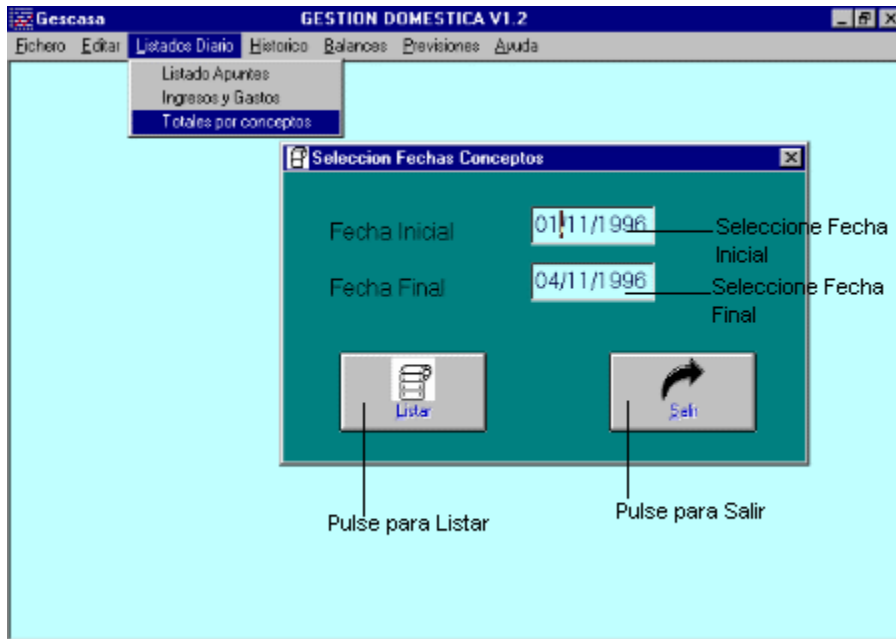 Gescasa GESTION DOMESTICA V1.2
Fichero Editar Listados Diario Historico Balances Previsiones Ayuda
Listado Apuntes
Ingresos y Gastos
Totales por conceptos
Seleccion Fechas Conceptos
Fecha Inicial 01/11/1996 Seleccione Fecha
Inicial
Fecha Final 04/11/1996 Seleccione Fecha
Final
Listar Salir
Pulse para Listar Pulse para Salir